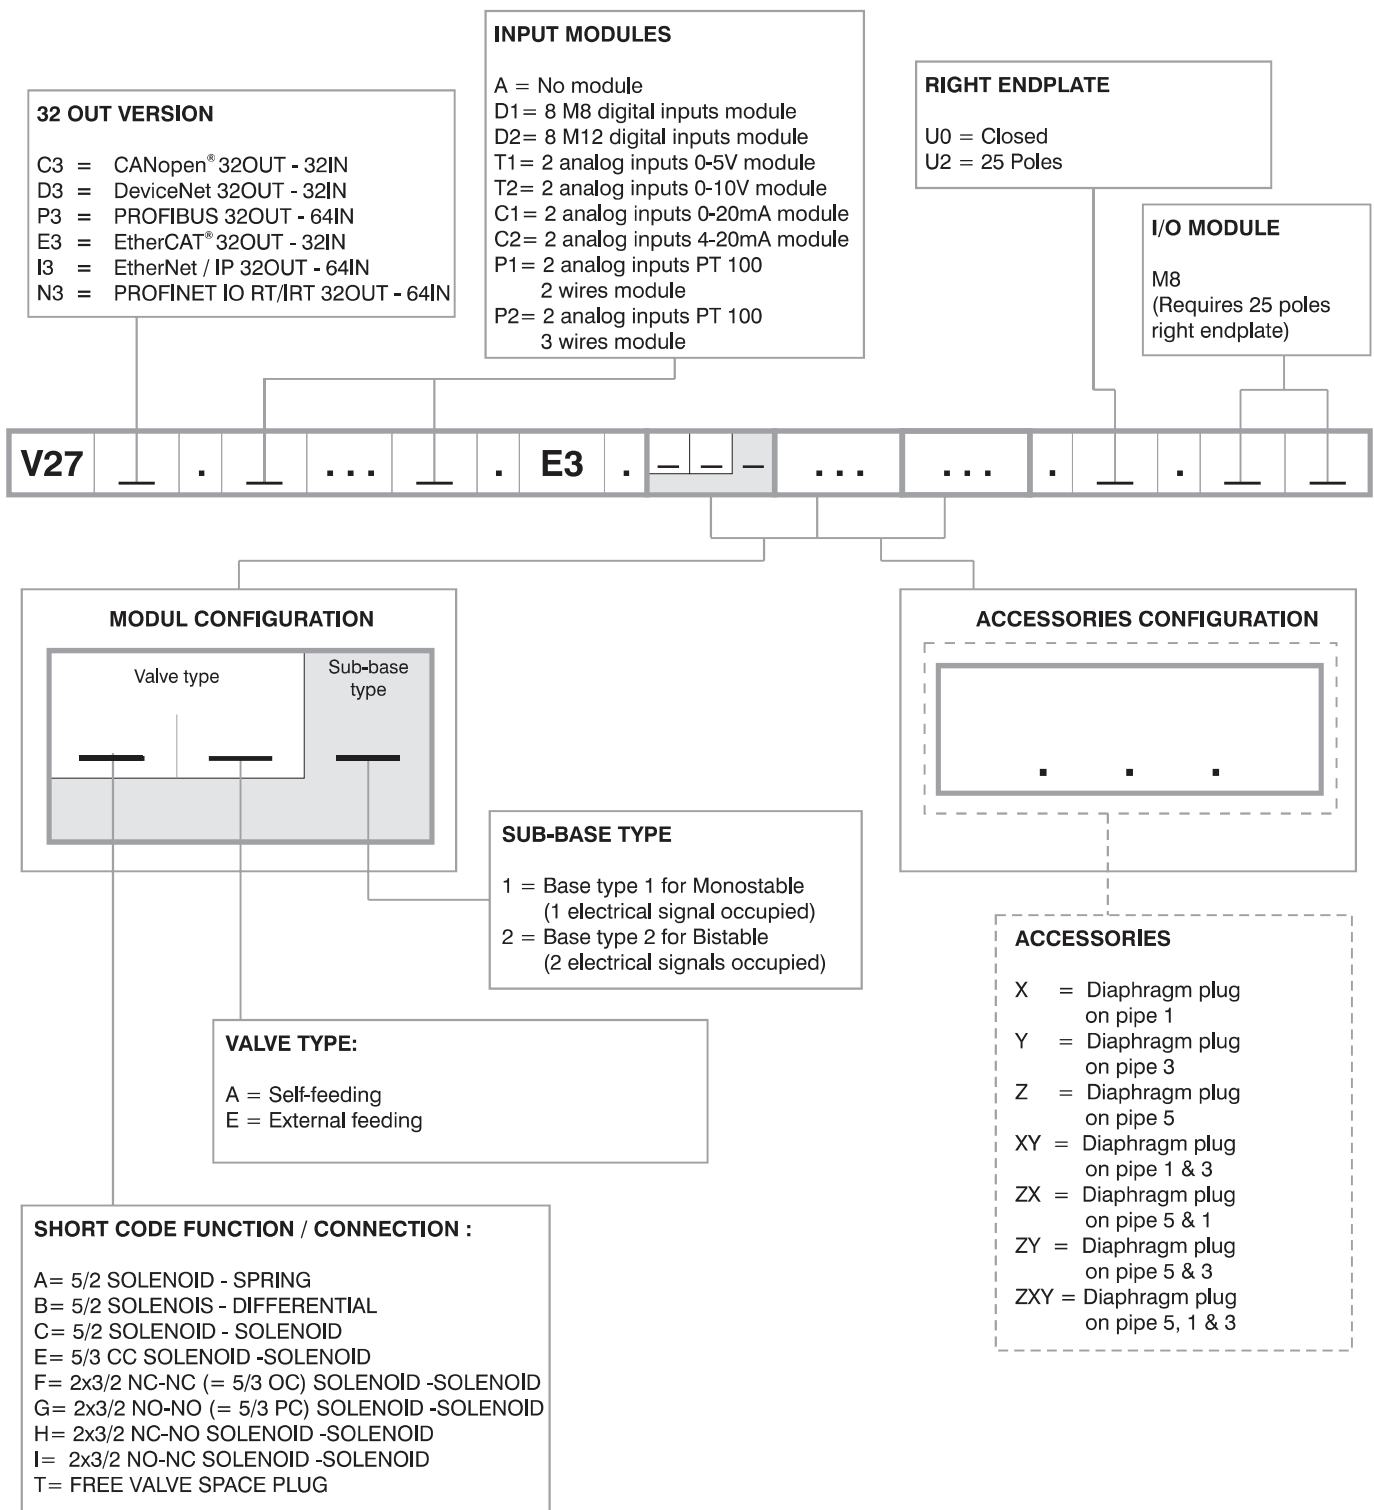 INPUT MODULES
A = No module
D1= 8 M8 digital inputs module
D2= 8 M12 digital inputs module
T1= 2 analog inputs 0-5V module
T2= 2 analog inputs 0-10V module
C1= 2 analog inputs 0-20mA module
C2= 2 analog inputs 4-20mA module
P1= 2 analog inputs PT 100
2 wires module
P2= 2 analog inputs PT 100
3 wires module
32 OUT VERSION
C3 = CANopen® 32OUT - 32IN
D3 = DeviceNet 32OUT - 32IN
P3 = PROFIBUS 32OUT - 64IN
E3 = EtherCAT® 32OUT - 32IN
I3 = EtherNet / IP 32OUT - 64IN
N3 = PROFINET IO RT/IRT 32OUT - 64IN
RIGHT ENDPLATE
U0 = Closed
U2 = 25 Poles
I/O MODULE
M8
(Requires 25 poles
right endplate)
V27 _ . _ ... _ . E3 . _ _ _ ... ... . _ . _ _
MODUL CONFIGURATION
Valve type
Sub-base
type
ACCESSORIES CONFIGURATION
. . .
SUB-BASE TYPE
1 = Base type 1 for Monostable
(1 electrical signal occupied)
2 = Base type 2 for Bistable
(2 electrical signals occupied)
VALVE TYPE:
A = Self-feeding
E = External feeding
ACCESSORIES
X = Diaphragm plug
on pipe 1
Y = Diaphragm plug
on pipe 3
Z = Diaphragm plug
on pipe 5
XY = Diaphragm plug
on pipe 1 & 3
ZX = Diaphragm plug
on pipe 5 & 1
ZY = Diaphragm plug
on pipe 5 & 3
ZXY = Diaphragm plug
on pipe 5, 1 & 3
SHORT CODE FUNCTION / CONNECTION :
A= 5/2 SOLENOID - SPRING
B= 5/2 SOLENOIS - DIFFERENTIAL
C= 5/2 SOLENOID - SOLENOID
E= 5/3 CC SOLENOID -SOLENOID
F= 2x3/2 NC-NC (= 5/3 OC) SOLENOID -SOLENOID
G= 2x3/2 NO-NO (= 5/3 PC) SOLENOID -SOLENOID
H= 2x3/2 NC-NO SOLENOID -SOLENOID
I= 2x3/2 NO-NC SOLENOID -SOLENOID
T= FREE VALVE SPACE PLUG